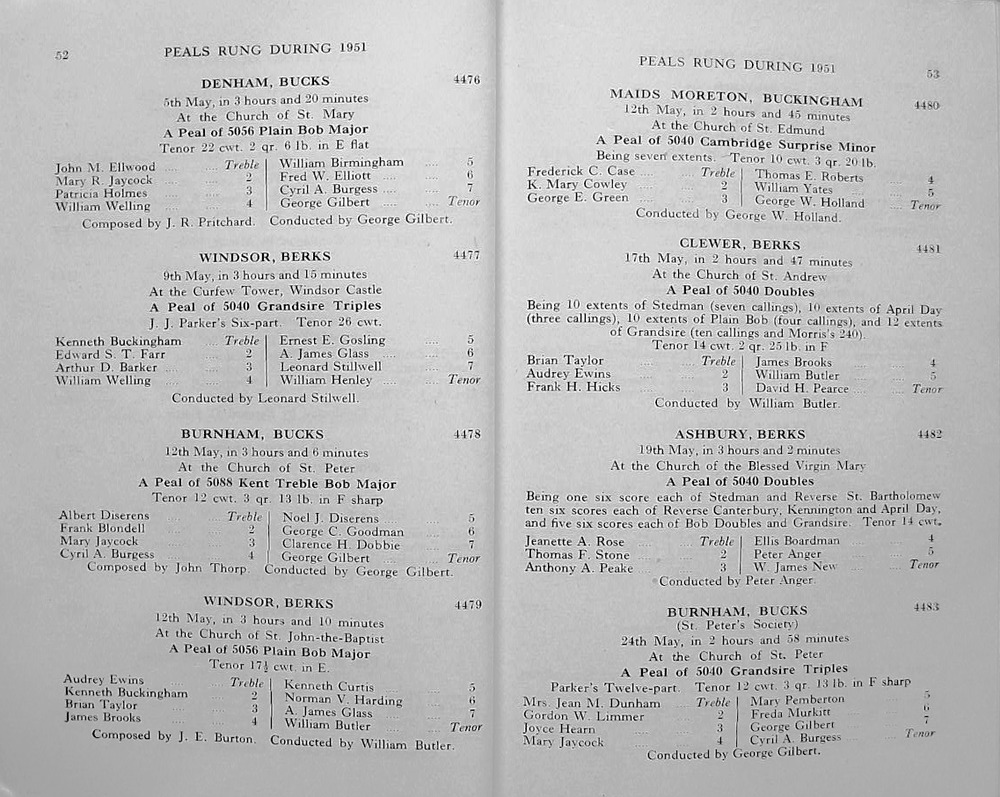 52
PEALS RUNG DURING 1951
DENHAM, BUCKS 4476
5th May, in 3 hours and 20 minutes
At the Church of St. Mary
A Peal of 5056 Plain Bob Major
Tenor 22 cwt. 2 qr. 6 lb. in E flat
John M. Ellwood .... Treble William Birmingham .... 5
Mary R. Jaycock .... 2 Fred W. Elliott .... 6
Patricia Holmes .... 3 Cyril A. Burgess .... 7
William Welling .... 4 George Gilbert .... Tenor
Composed by J. R. Pritchard. Conducted by George Gilbert.
WINDSOR, BERKS 4477
9th May, in 3 hours and 15 minutes
At the Curfew Tower, Windsor Castle
A Peal of 5040 Grandsire Triples
J. J. Parker's Six-part. Tenor 26 cwt.
Kenneth Buckingham .... Treble Ernest E. Gosling .... 5
Edward S. T. Farr .... 2 A. James Glass .... 6
Arthur D. Barker .... 3 Leonard Stillwell .... 7
William Welling .... 4 William Henley .... Tenor
Conducted by Leonard Stilwell.
BURNHAM, BUCKS 4478
12th May, in 3 hours and 6 minutes
At the Church of St. Peter
A Peal of 5088 Kent Treble Bob Major
Tenor 12 cwt. 3 qr. 13 lb. in F sharp
Albert Diserens .... Treble Noel J. Diserens .... 5
Frank Blondell .... 2 George C. Goodman .... 6
Mary Jaycock .... 3 Clarence H. Dobbie .... 7
Cyril A. Burgess .... 4 George Gilbert .... Tenor
Composed by John Thorp. Conducted by George Gilbert.
WINDSOR, BERKS 4479
12th May, in 3 hours and 10 minutes
At the Church of St. John-the-Baptist
A Peal of 5056 Plain Bob Major
Tenor 17½ cwt. in E.
Audrey Ewins .... Treble Kenneth Curtis .... 5
Kenneth Buckingham .... 2 Norman V. Harding .... 6
Brian Taylor .... 3 A. James Glass .... 7
James Brooks .... 4 William Butler .... Tenor
Composed by J. E. Burton. Conducted by William Butler.
PEALS RUNG DURING 1951
53
MAIDS MORETON, BUCKINGHAM 4480
12th May, in 2 hours and 45 minutes
At the Church of St. Edmund
A Peal of 5040 Cambridge Surprise Minor
Being seven extents. Tenor 10 cwt. 3 qr. 20 lb.
Frederick C. Case .... Treble Thomas E. Roberts .... 4
K. Mary Cowley .... 2 William Yates .... 5
George E. Green .... 3 George W. Holland .... Tenor
Conducted by George W. Holland.
CLEWER, BERKS 4481
17th May, in 2 hours and 47 minutes
At the Church of St. Andrew
A Peal of 5040 Doubles
Being 10 extents of Stedman (seven callings), 10 extents of April Day
(three callings), 10 extents of Plain Bob (four callings), and 12 extents
of Grandsire (ten callings and Morris's 240).
Tenor 14 cwt. 2 qr. 25 lb. in F
Brian Taylor .... Treble James Brooks .... 4
Audrey Ewins .... 2 William Butler .... 5
Frank H. Hicks .... 3 David H. Pearce .... Tenor
Conducted by William Butler.
ASHBURY, BERKS 4482
19th May, in 3 hours and 2 minutes
At the Church of the Blessed Virgin Mary
A Peal of 5040 Doubles
Being one six score each of Stedman and Reverse St. Bartholomew
ten six scores each of Reverse Canterbury, Kennington and April Day,
and five six scores each of Bob Doubles and Grandsire. Tenor 14 cwt.
Jeanette A. Rose .... Treble Ellis Boardman .... 4
Thomas F. Stone .... 2 Peter Anger .... 5
Anthony A. Peake .... 3 W. James New .... Tenor
Conducted by Peter Anger.
BURNHAM, BUCKS 4483
(St. Peter's Society)
24th May, in 2 hours and 58 minutes
At the Church of St. Peter
A Peal of 5040 Grandsire Triples
Parker's Twelve-part. Tenor 12 cwt. 3 qr. 13 lb. in F sharp
Mrs. Jean M. Dunham .... Treble Mary Pemberton .... 5
Gordon W. Limmer .... 2 Freda Murkitt .... 6
Joyce Hearn .... 3 George Gilbert .... 7
Mary Jaycock .... 4 Cyril A. Burgess .... Tenor
Conducted by George Gilbert.